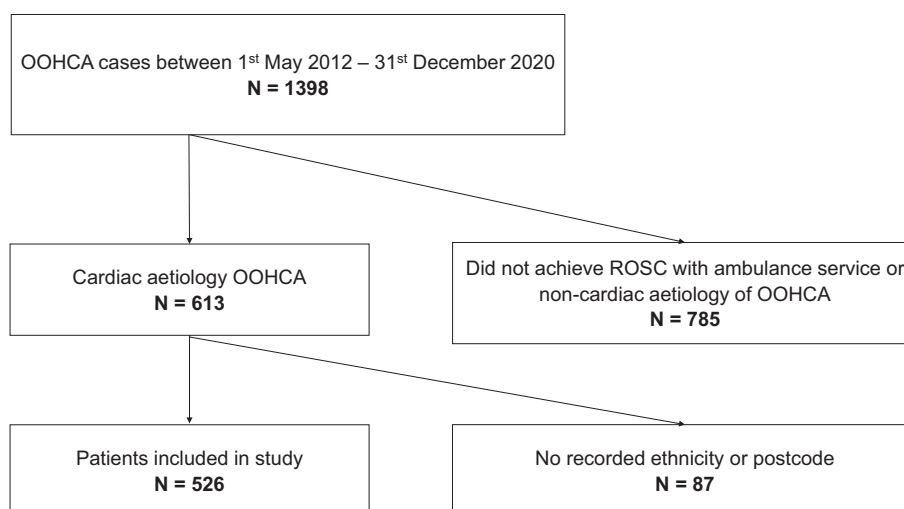 OOHCA cases between 1st May 2012 – 31st December 2020
N = 1398
Cardiac aetiology OOHCA
N = 613
Did not achieve ROSC with ambulance service or
non-cardiac aetiology of OOHCA
N = 785
Patients included in study
N = 526
No recorded ethnicity or postcode
N = 87